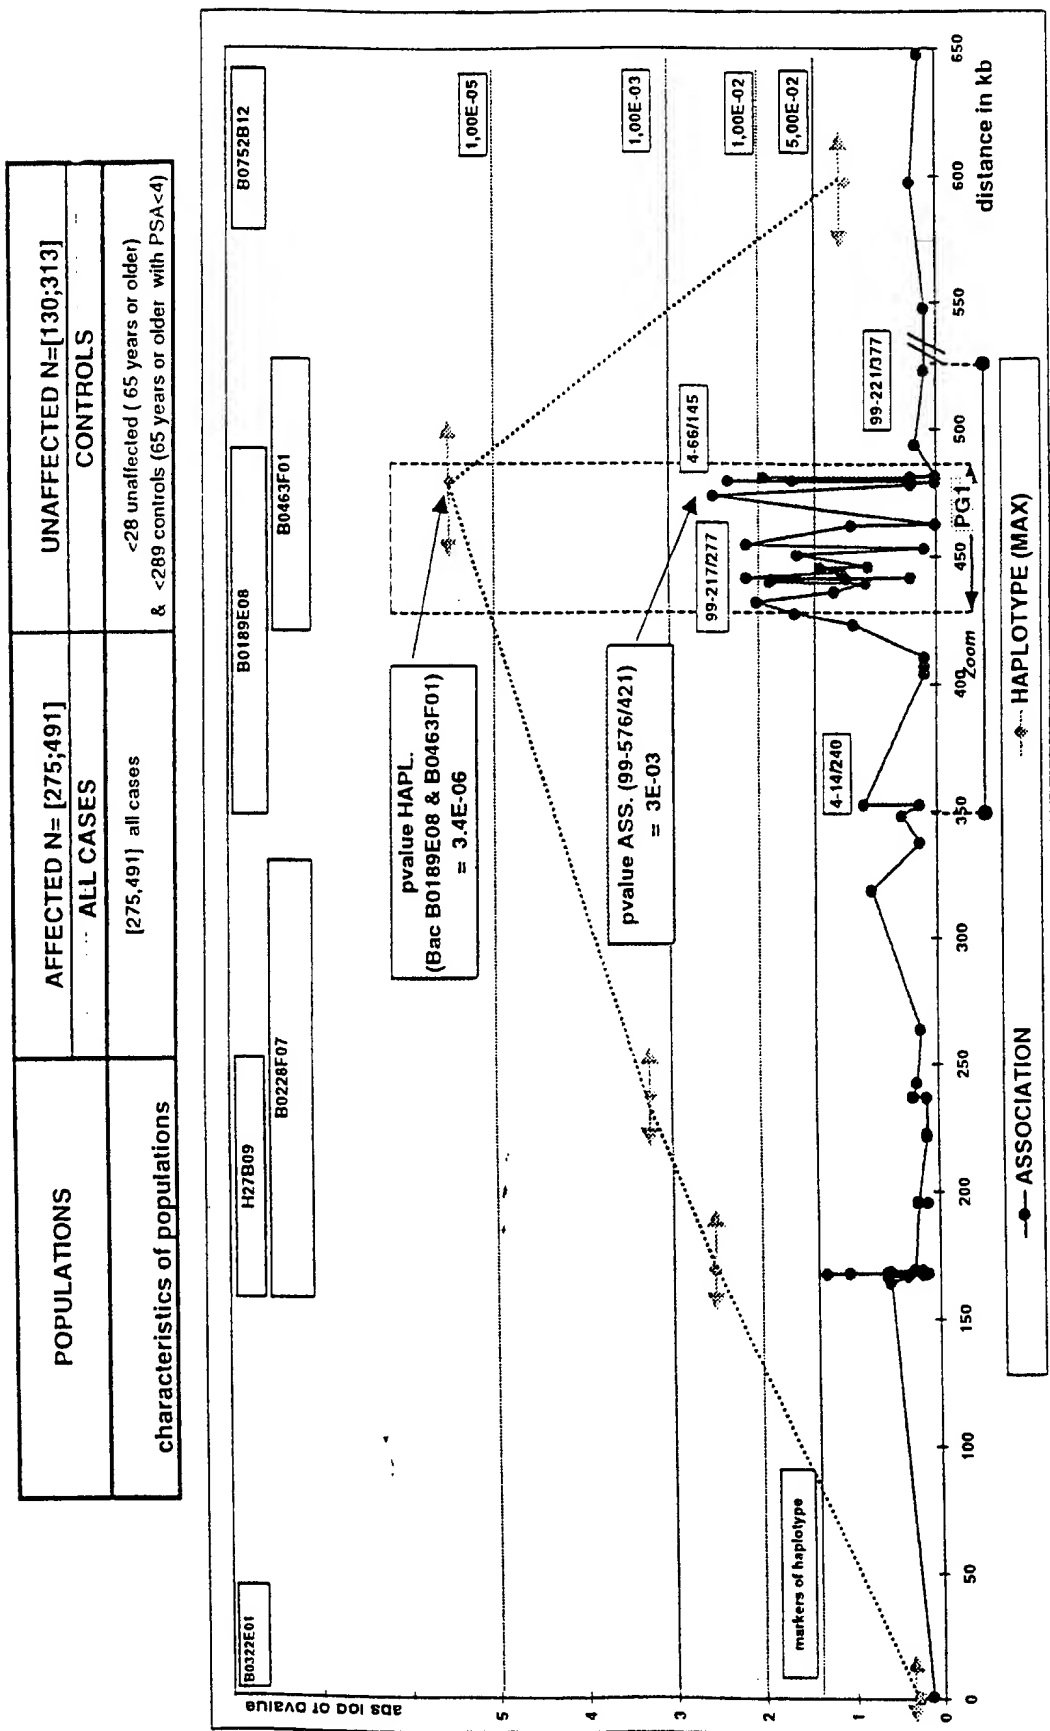 POPULATIONS
AFFECTED N= [275;491]
UNAFFECTED N=[130;313]
ALL CASES
CONTROLS
characteristics of populations
[275,491] all cases
<28 unaffected ( 65 years or older)
& <289 controls (65 years or older with PSA<4)
B0322E01
H27B09
B0189E08
B0752B12
B0228F07
B0463F01
abs log of pvalue
5
4
3
2
1
0
1,00E-05
1,00E-03
1,00E-02
5,00E-02
pvalue HAPL.
(Bac B0189E08 & B0463F01)
= 3.4E-06
pvalue ASS. (99-576/421)
= 3E-03
markers of haplotype
4-14/240
99-217/277
4-66/145
99-221/377
PG1
Zoom
0
50
100
150
200
250
300
350
400
450
500
550
600
650
distance in kb
ASSOCIATION
HAPLOTYPE (MAX)